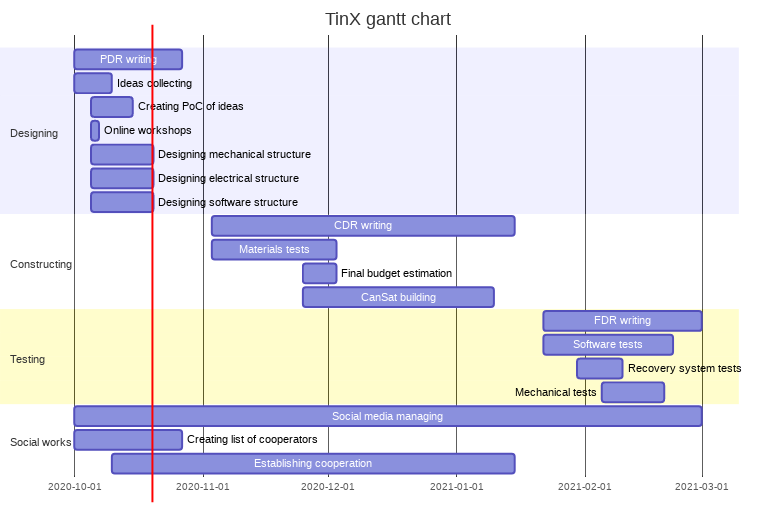 TinX gantt chart
PDR writing
Ideas collecting
Creating PoC of ideas
Online workshops
Designing
Designing mechanical structure
Designing electrical structure
Designing software structure
CDR writing
Materials tests
Constructing
Final budget estimation
CanSat building
FDR writing
Software tests
Testing
Recovery system tests
Mechanical tests
Social media managing
Social works
Creating list of cooperators
Establishing cooperation
2020-10-01 2020-11-01 2020-12-01 2021-01-01 2021-02-01 2021-03-01